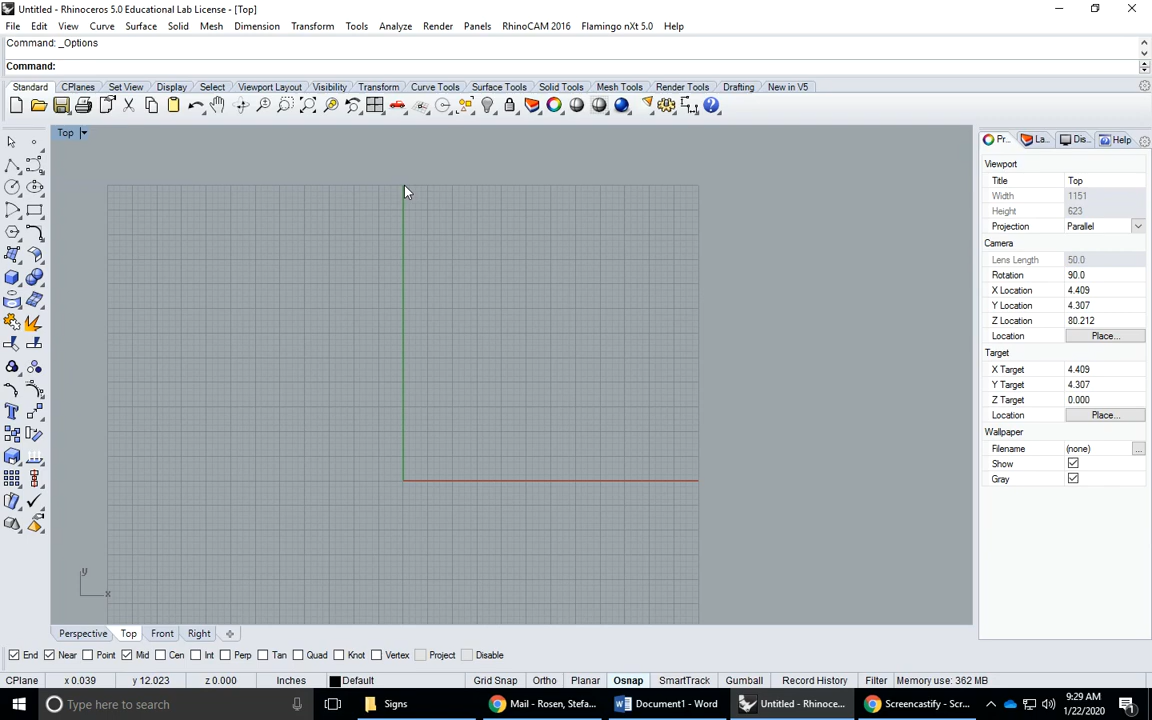 Untitled - Rhinoceros 5.0 Educational Lab License - [Top]
File Edit View Curve Surface Solid Mesh Dimension Transform Tools Analyze Render Panels RhinoCAM 2016 Flamingo nXt 5.0 Help
Command: _Options
Command:
Standard CPlanes Set View Display Select Viewport Layout Visibility Transform Curve Tools Surface Tools Solid Tools Mesh Tools Render Tools Drafting New in V5
Top
Pr... La... Dis... Help
Viewport
Title Top
Width 1151
Height 623
Projection Parallel
Camera
Lens Length 50.0
Rotation 90.0
X Location 4.409
Y Location 4.307
Z Location 80.212
Location Place...
Target
X Target 4.409
Y Target 4.307
Z Target 0.000
Location Place...
Wallpaper
Filename (none) ...
Show
Gray
y
x
Perspective Top Front Right
End Near Point Mid Cen Int Perp Tan Quad Knot Vertex Project Disable
CPlane x 0.039 y 12.023 z 0.000 Inches Default Grid Snap Ortho Planar Osnap SmartTrack Gumball Record History Filter Memory use: 362 MB
Type here to search Signs Mail - Rosen, Stefa... Document1 - Word Untitled - Rhinoce... Screencastify - Scr... 9:29 AM
1/22/2020
1